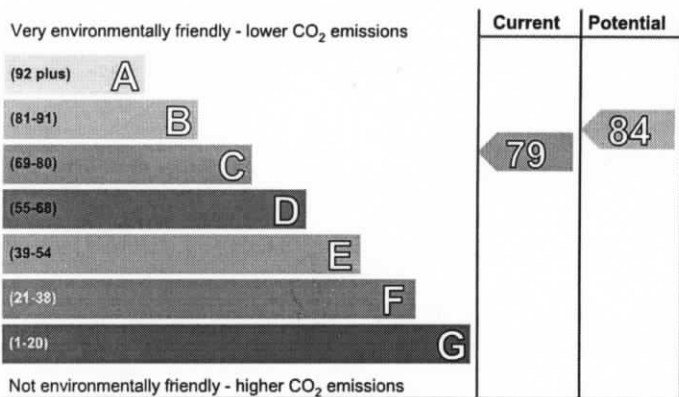 Current Potential
Very environmentally friendly - lower CO₂ emissions
(92 plus) A
(81-91) B
84
(69-80) C
79
(55-68) D
(39-54 E
(21-38) F
(1-20) G
Not environmentally friendly - higher CO₂ emissions